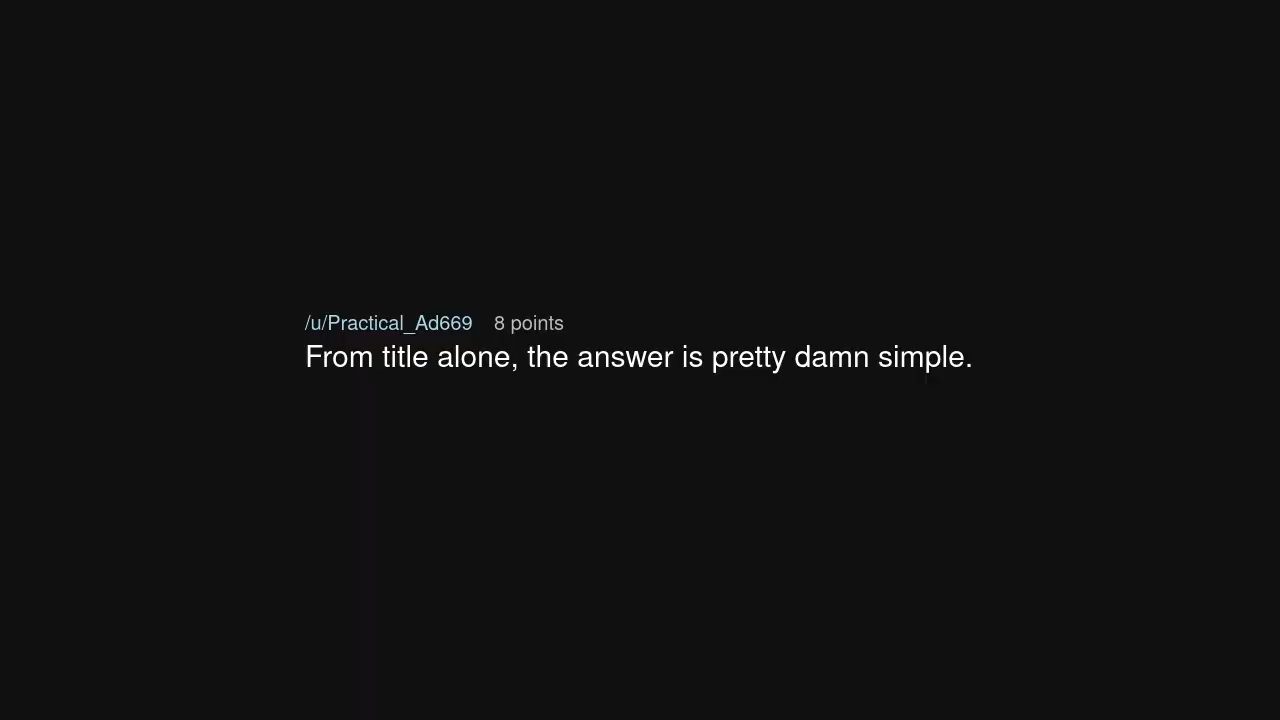 /u/Practical_Ad669 8 points
From title alone, the answer is pretty damn simple.